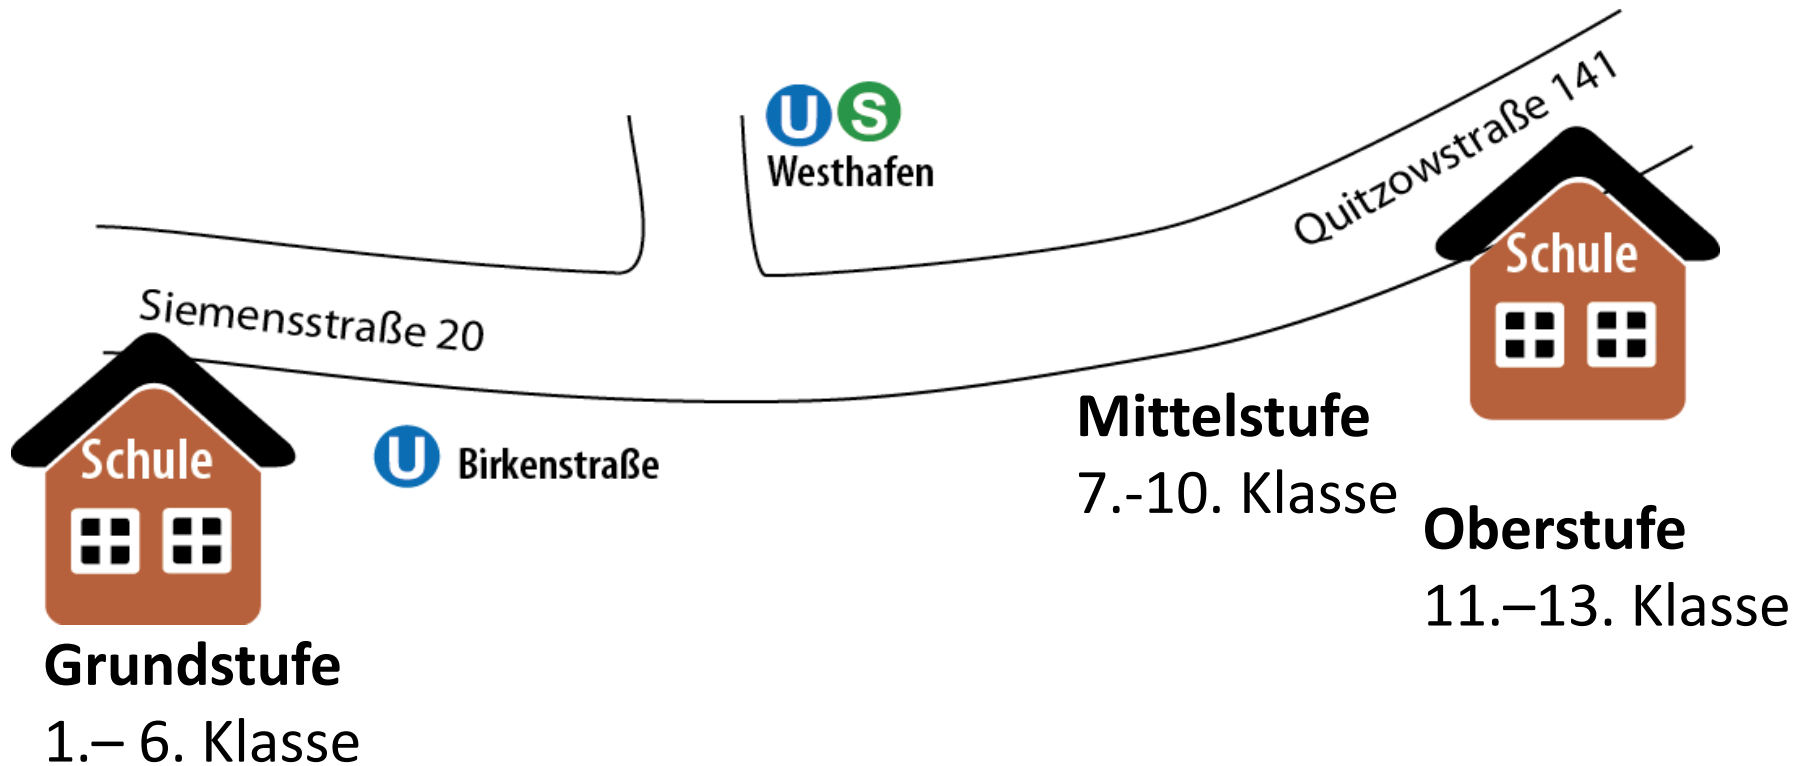 U S
Westhafen
Quitzowstraße 141
Schule
Siemensstraße 20
Schule
U Birkenstraße
Mittelstufe
7.-10. Klasse
Oberstufe
11.–13. Klasse
Grundstufe
1.– 6. Klasse